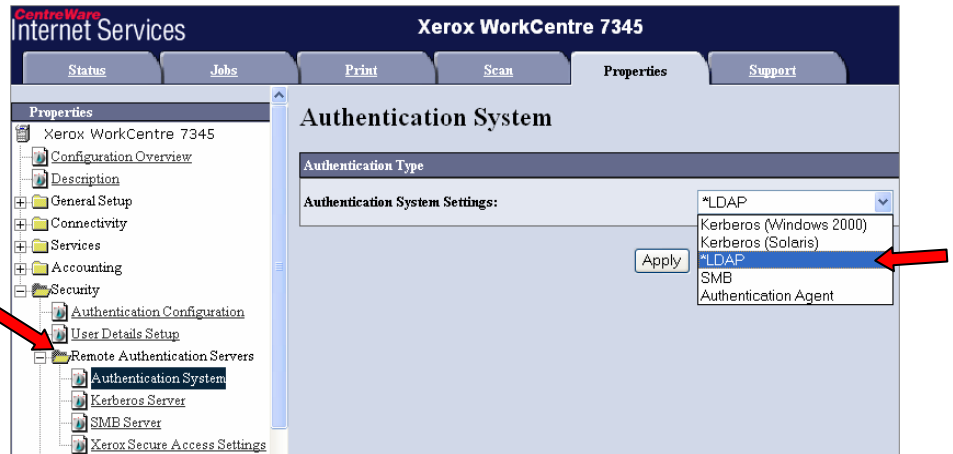 CentreWare
Internet Services
Xerox WorkCentre 7345
Status
Jobs
Print
Scan
Properties
Support
Properties
Xerox WorkCentre 7345
Configuration Overview
Description
General Setup
Connectivity
Services
Accounting
Security
Authentication Configuration
User Details Setup
Remote Authentication Servers
Authentication System
Kerberos Server
SMB Server
Xerox Secure Access Settings
Authentication System
Authentication Type
Authentication System Settings:
*LDAP
Kerberos (Windows 2000)
Kerberos (Solaris)
*LDAP
SMB
Authentication Agent
Apply